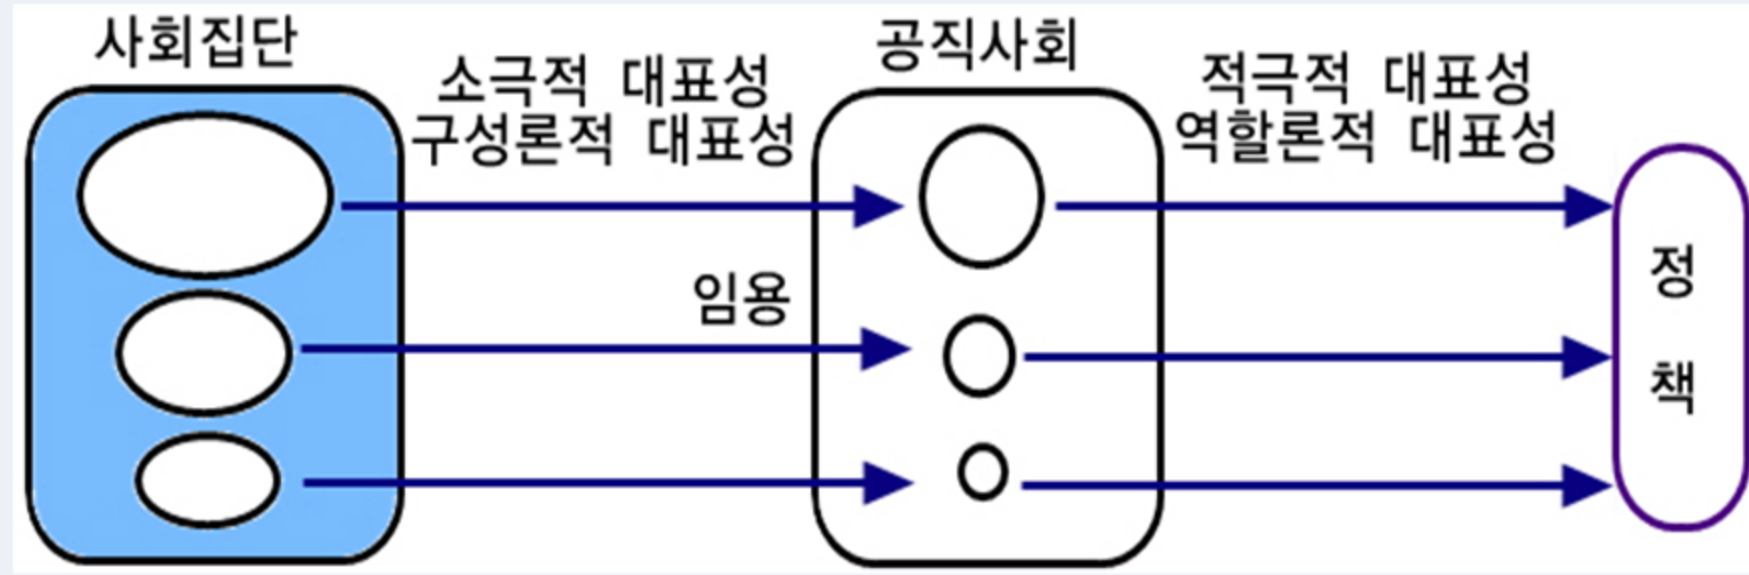 사회집단
소극적 대표성
구성론적 대표성
임용
공직사회
적극적 대표성
역할론적 대표성
정
책